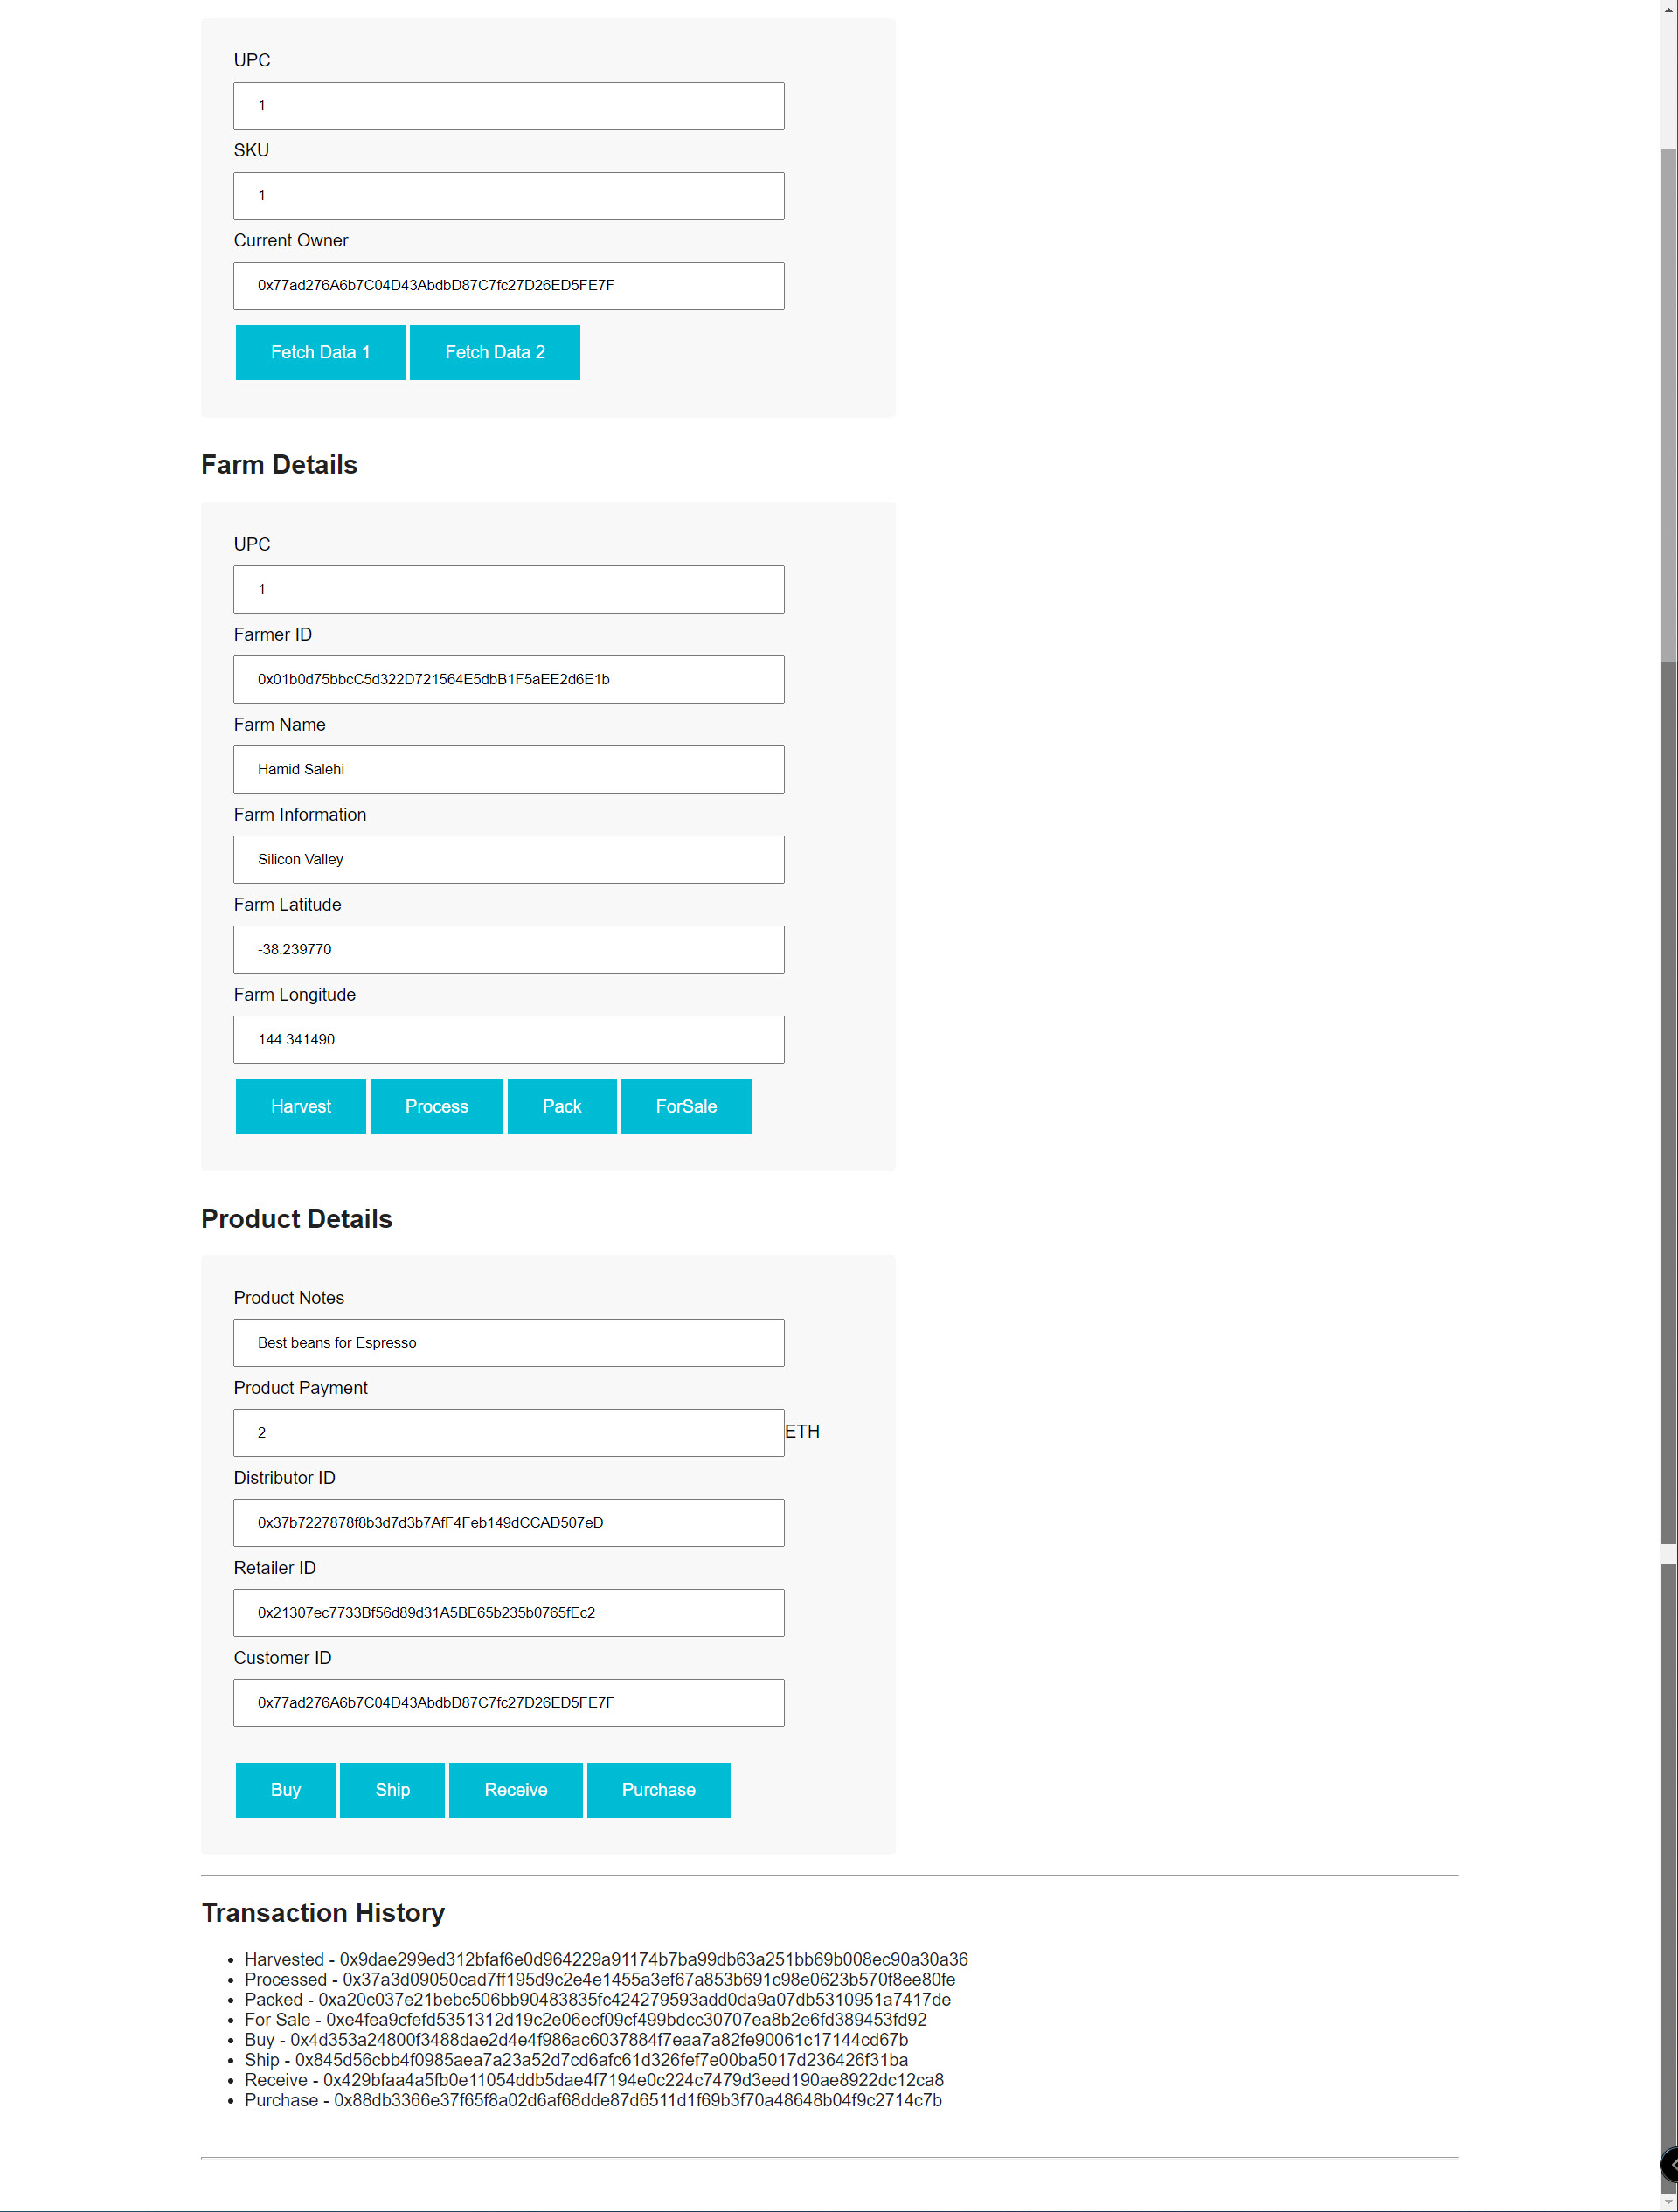 UPC
1
SKU
1
Current Owner
0x77ad276A6b7C04D43AbdbD87C7fc27D26ED5FE7F
Fetch Data 1 Fetch Data 2
Farm Details
UPC
1
Farmer ID
0x01b0d75bbcC5d322D721564E5dbB1F5aEE2d6E1b
Farm Name
Hamid Salehi
Farm Information
Silicon Valley
Farm Latitude
-38.239770
Farm Longitude
144.341490
Harvest Process Pack ForSale
Product Details
Product Notes
Best beans for Espresso
Product Payment
2 ETH
Distributor ID
0x37b7227878f8b3d7d3b7AfF4Feb149dCCAD507eD
Retailer ID
0x21307ec7733Bf56d89d31A5BE65b235b0765fEc2
Customer ID
0x77ad276A6b7C04D43AbdbD87C7fc27D26ED5FE7F
Buy Ship Receive Purchase
Transaction History
• Harvested - 0x9dae299ed312bfaf6e0d964229a91174b7ba99db63a251bb69b008ec90a30a36
• Processed - 0x37a3d09050cad7ff195d9c2e4e1455a3ef67a853b691c98e0623b570f8ee80fe
• Packed - 0xa20c037e21bebc506bb90483835fc424279593add0da9a07db5310951a7417de
• For Sale - 0xe4fea9cfefd5351312d19c2e06ecf09cf499bdcc30707ea8b2e6fd389453fd92
• Buy - 0x4d353a24800f3488dae2d4e4f986ac6037884f7eaa7a82fe90061c17144cd67b
• Ship - 0x845d56cbb4f0985aea7a23a52d7cd6afc61d326fef7e00ba5017d236426f31ba
• Receive - 0x429bfaa4a5fb0e11054ddb5dae4f7194e0c224c7479d3eed190ae8922dc12ca8
• Purchase - 0x88db3366e37f65f8a02d6af68dde87d6511d1f69b3f70a48648b04f9c2714c7b